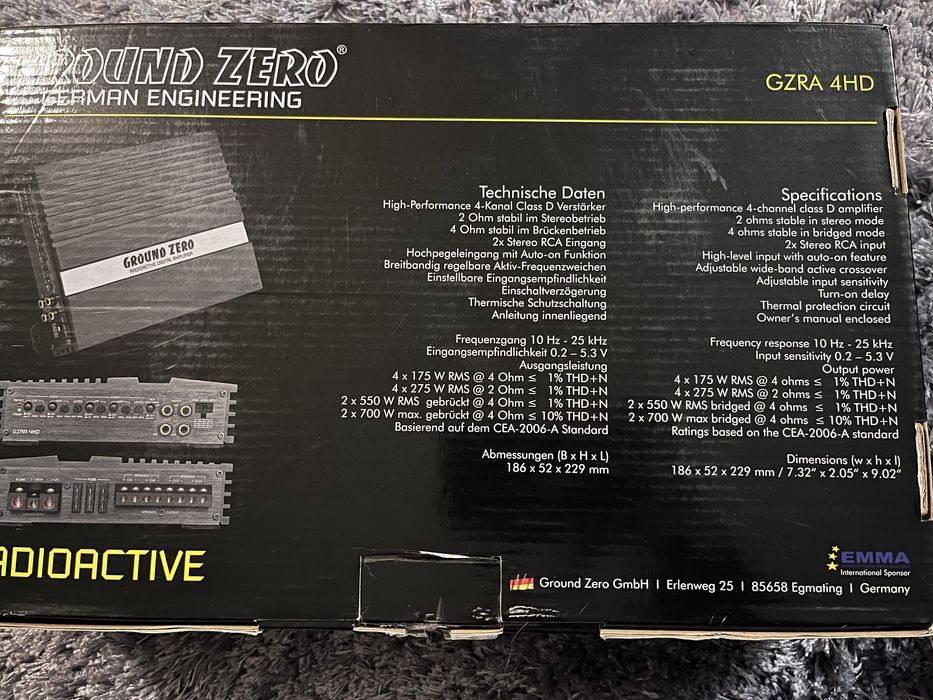 GROUND ZERO®
GERMAN ENGINEERING
GZRA 4HD
GROUND ZERO
RADIOACTIVE DIGITAL AMPLIFIER
GZRA 4HD
RADIOACTIVE
Technische Daten
High-Performance 4-Kanal Class D Verstärker
2 Ohm stabil im Stereobetrieb
4 Ohm stabil im Brückenbetrieb
2x Stereo RCA Eingang
Hochpegeleingang mit Auto-on Funktion
Breitbandig regelbare Aktiv-Frequenzweichen
Einstellbare Eingangsempfindlichkeit
Einschaltverzögerung
Thermische Schutzschaltung
Anleitung innenliegend
Frequenzgang 10 Hz - 25 kHz
Eingangsempfindlichkeit 0.2 – 5.3 V
Ausgangsleistung
4 x 175 W RMS @ 4 Ohm ≤ 1% THD+N
4 x 275 W RMS @ 2 Ohm ≤ 1% THD+N
2 x 550 W RMS gebrückt @ 4 Ohm ≤ 1% THD+N
2 x 700 W max. gebrückt @ 4 Ohm ≤ 10% THD+N
Basierend auf dem CEA-2006-A Standard
Abmessungen (B x H x L)
186 x 52 x 229 mm
Specifications
High-performance 4-channel class D amplifier
2 ohms stable in stereo mode
4 ohms stable in bridged mode
2x Stereo RCA input
High-level input with auto-on feature
Adjustable wide-band active crossover
Adjustable input sensitivity
Turn-on delay
Thermal protection circuit
Owner's manual enclosed
Frequency response 10 Hz - 25 kHz
Input sensitivity 0.2 – 5.3 V
Output power
4 x 175 W RMS @ 4 ohms ≤ 1% THD+N
4 x 275 W RMS @ 2 ohms ≤ 1% THD+N
2 x 550 W RMS bridged @ 4 ohms ≤ 1% THD+N
2 x 700 W max bridged @ 4 ohms ≤ 10% THD+N
Ratings based on the CEA-2006-A standard
Dimensions (w x h x l)
186 x 52 x 229 mm / 7.32“ x 2.05“ x 9.02“
EMMA
International Sponsor
Ground Zero GmbH I Erlenweg 25 I 85658 Egmating I Germany